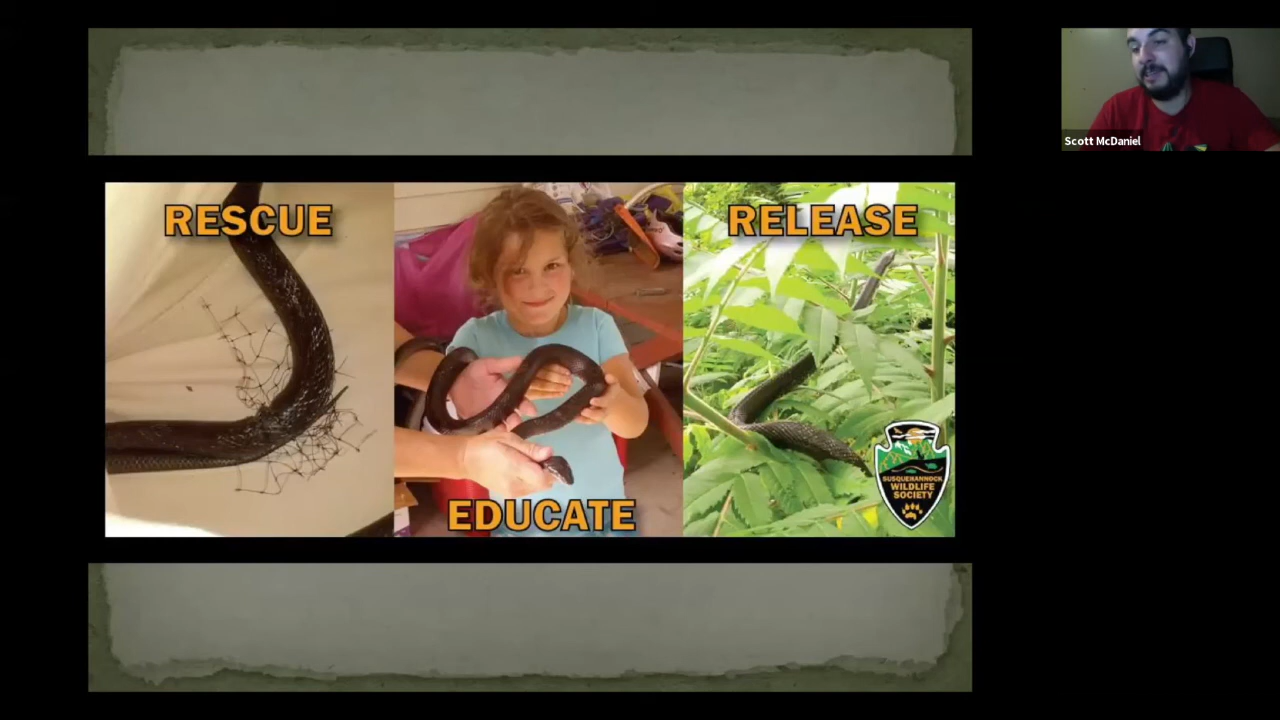 RESCUE
RELEASE
EDUCATE
SUSQUEHANNOCK
WILDLIFE
SOCIETY
Scott McDaniel